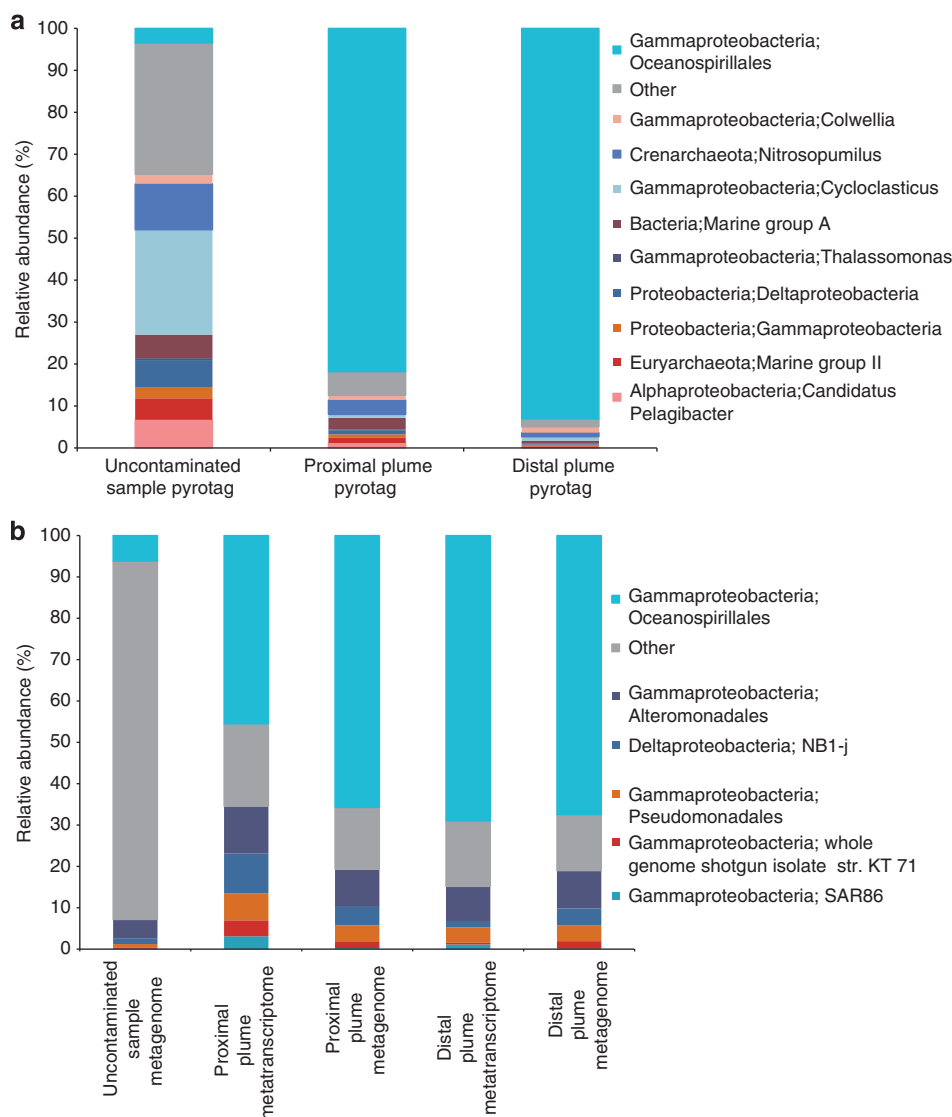 a
100
90
80
70
60
50
40
30
20
10
0
Relative abundance (%)
Uncontaminated
sample pyrotag
Proximal plume
pyrotag
Distal plume
pyrotag
Gammaproteobacteria;
Oceanospirillales
Other
Gammaproteobacteria;Colwellia
Crenarchaeota;Nitrosopumilus
Gammaproteobacteria;Cycloclasticus
Bacteria;Marine group A
Gammaproteobacteria;Thalassomonas
Proteobacteria;Deltaproteobacteria
Proteobacteria;Gammaproteobacteria
Euryarchaeota;Marine group II
Alphaproteobacteria;Candidatus
Pelagibacter
b
100
90
80
70
60
50
40
30
20
10
0
Relative abundance (%)
Uncontaminated
sample
metagenome
Proximal
plume
metatranscriptome
Proximal
plume
metagenome
Distal
plume
metatranscriptome
Distal
plume
metagenome
Gammaproteobacteria;
Oceanospirillales
Other
Gammaproteobacteria;
Alteromonadales
Deltaproteobacteria; NB1-j
Gammaproteobacteria;
Pseudomonadales
Gammaproteobacteria; whole
genome shotgun isolate str. KT 71
Gammaproteobacteria; SAR86